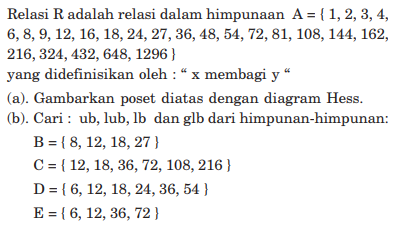 Relasi R adalah relasi dalam himpunaan A = { 1, 2, 3, 4,
6, 8, 9, 12, 16, 18, 24, 27, 36, 48, 54, 72, 81, 108, 144, 162,
216, 324, 432, 648, 1296 }
yang didefinisikan oleh : “ x membagi y “
(a). Gambarkan poset diatas dengan diagram Hess.
(b). Cari : ub, lub, lb dan glb dari himpunan-himpunan:
B = { 8, 12, 18, 27 }
C = { 12, 18, 36, 72, 108, 216 }
D = { 6, 12, 18, 24, 36, 54 }
E = { 6, 12, 36, 72 }